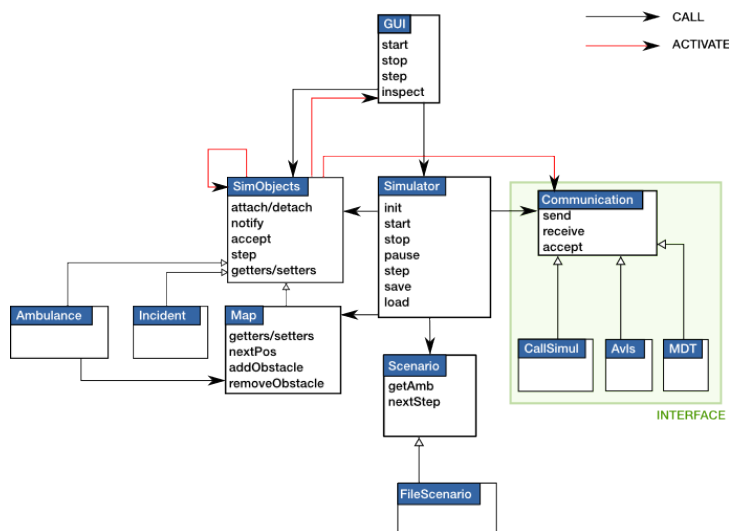 GUI
start
stop
step
inspect
CALL
ACTIVATE
SimObjects
attach/detach
notify
accept
step
getters/setters
Simulator
init
start
stop
pause
step
save
load
Communication
send
receive
accept
Ambulance
Incident
Map
getters/setters
nextPos
addObstacle
removeObstacle
CallSimul
Avls
MDT
INTERFACE
Scenario
getAmb
nextStep
FileScenario